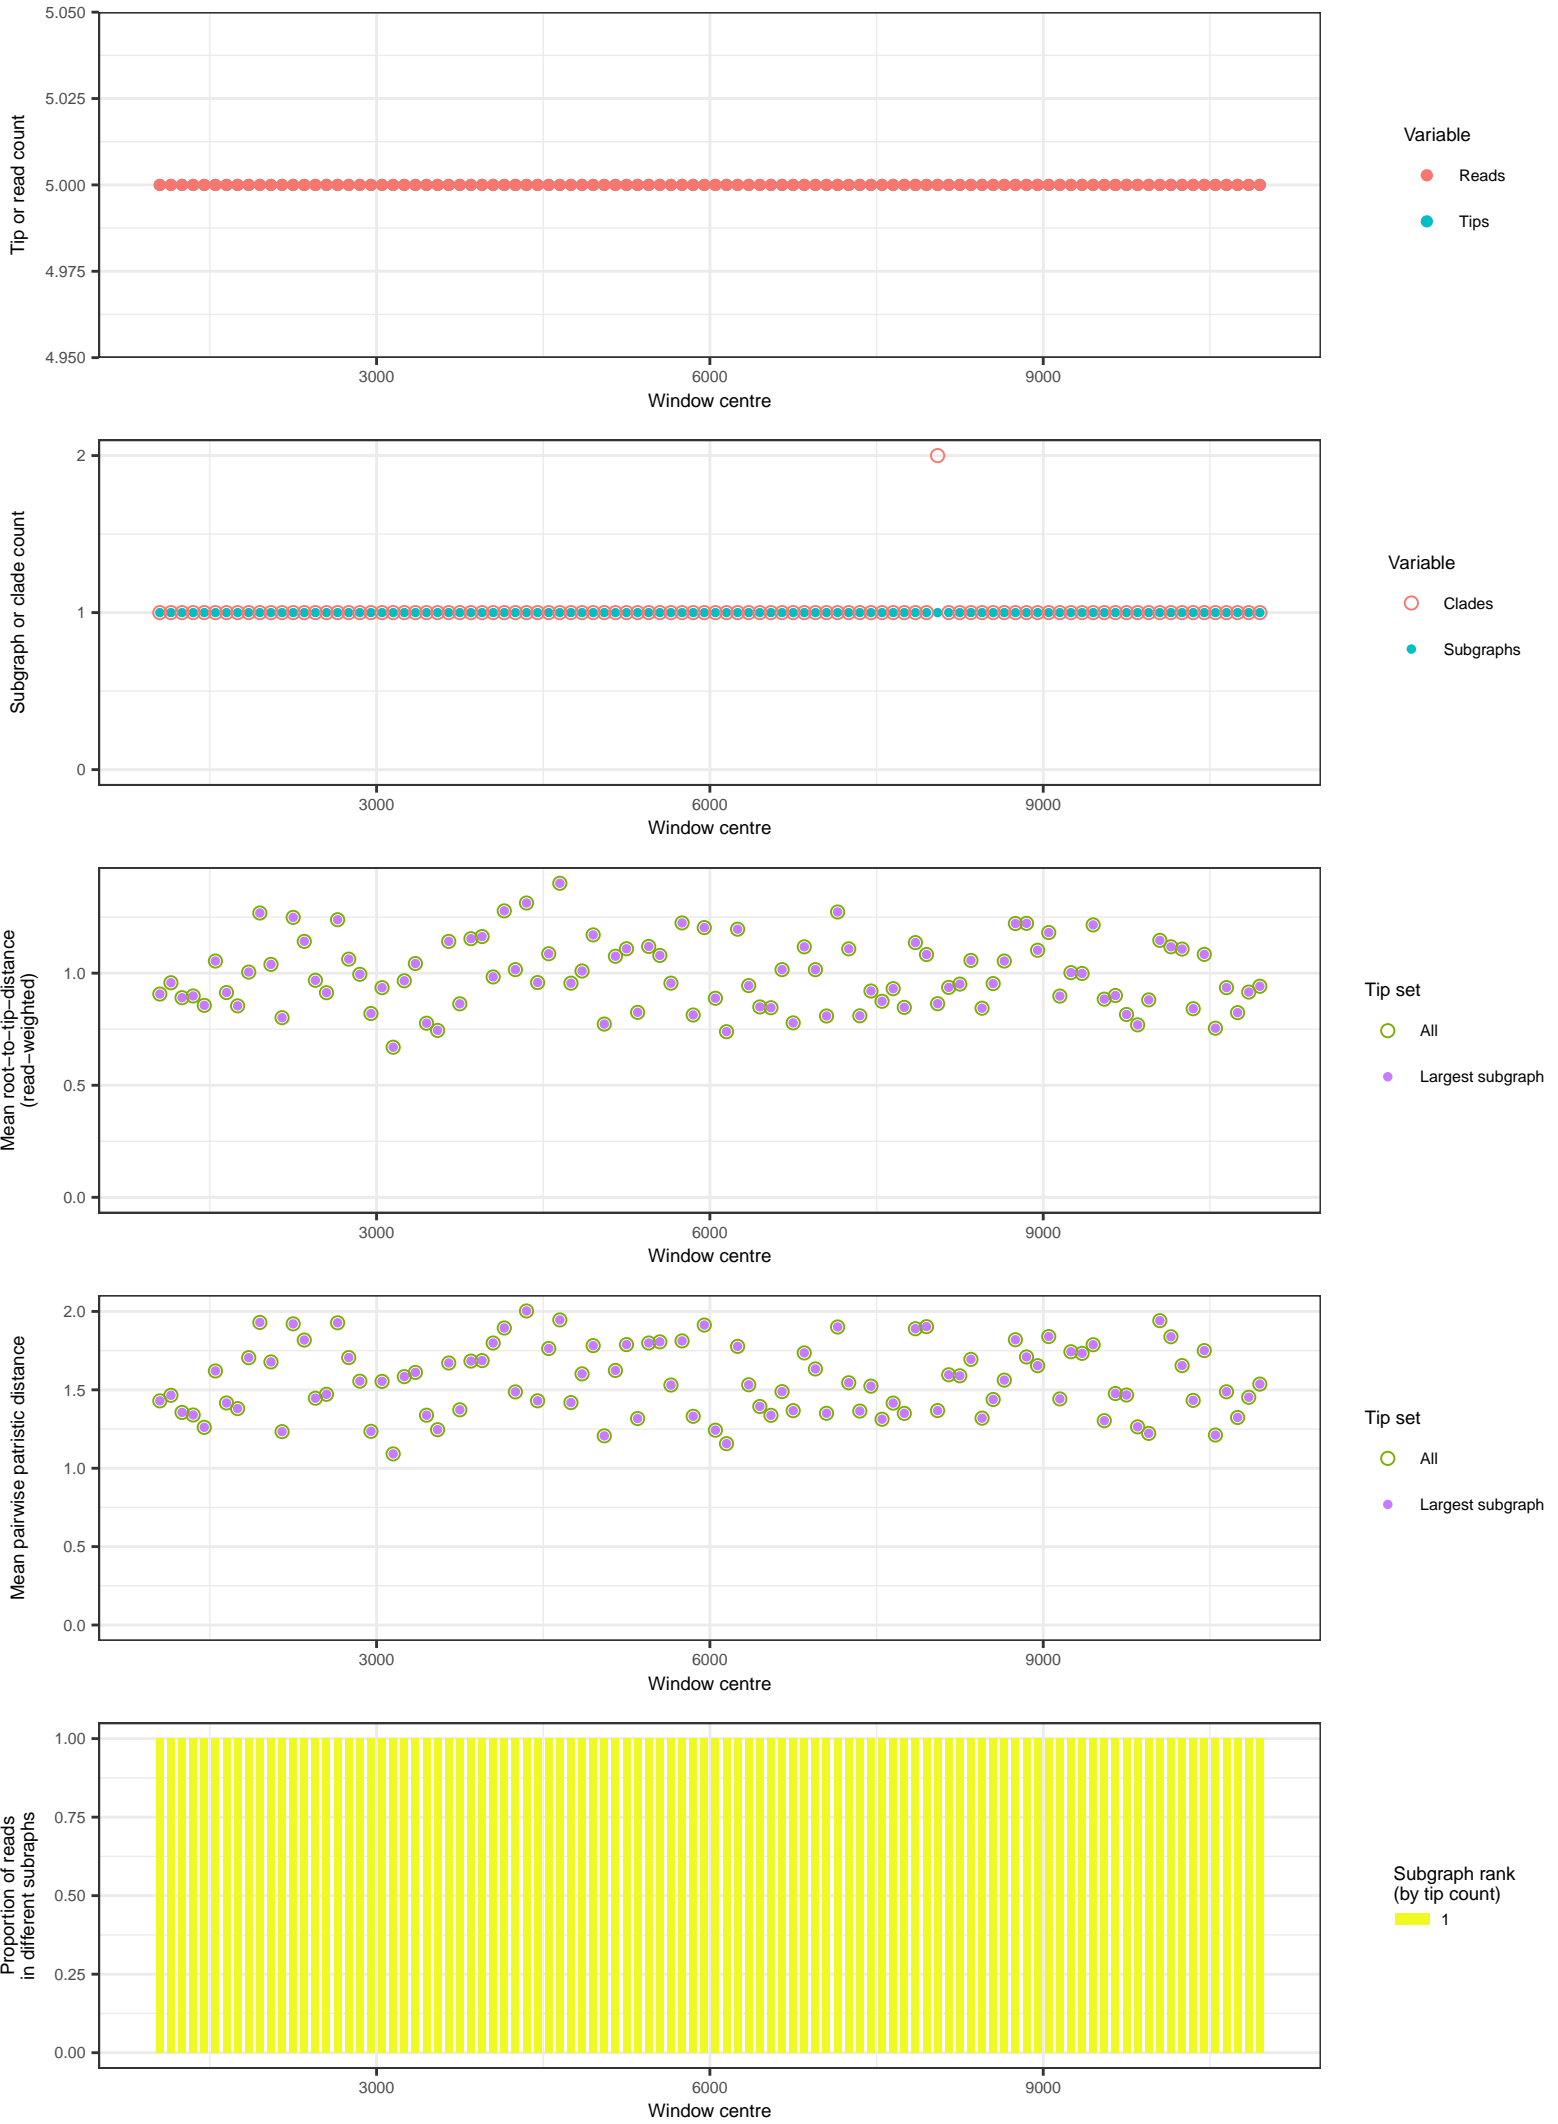 5.050
5.025
5.000
4.975
4.950
Tip or read count
3000
6000
9000
Window centre
Variable
Reads
Tips
2
1
0
Subgraph or clade count
3000
6000
9000
Window centre
Variable
Clades
Subgraphs
1.0
0.5
0.0
Mean root−to−tip−distance
(read−weighted)
3000
6000
9000
Window centre
Tip set
All
Largest subgraph
2.0
1.5
1.0
0.5
0.0
Mean pairwise patristic distance
3000
6000
9000
Window centre
Tip set
All
Largest subgraph
1.00
0.75
0.50
0.25
0.00
Proportion of reads
in different subraphs
3000
6000
9000
Window centre
Subgraph rank
(by tip count)
1